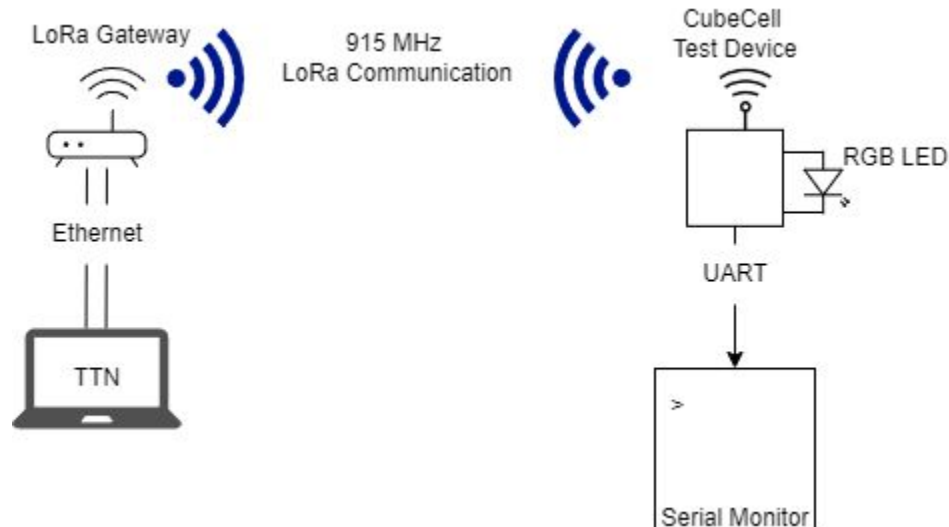 LoRa Gateway
915 MHz
LoRa Communication
CubeCell
Test Device
RGB LED
Ethernet
UART
TTN
>
Serial Monitor